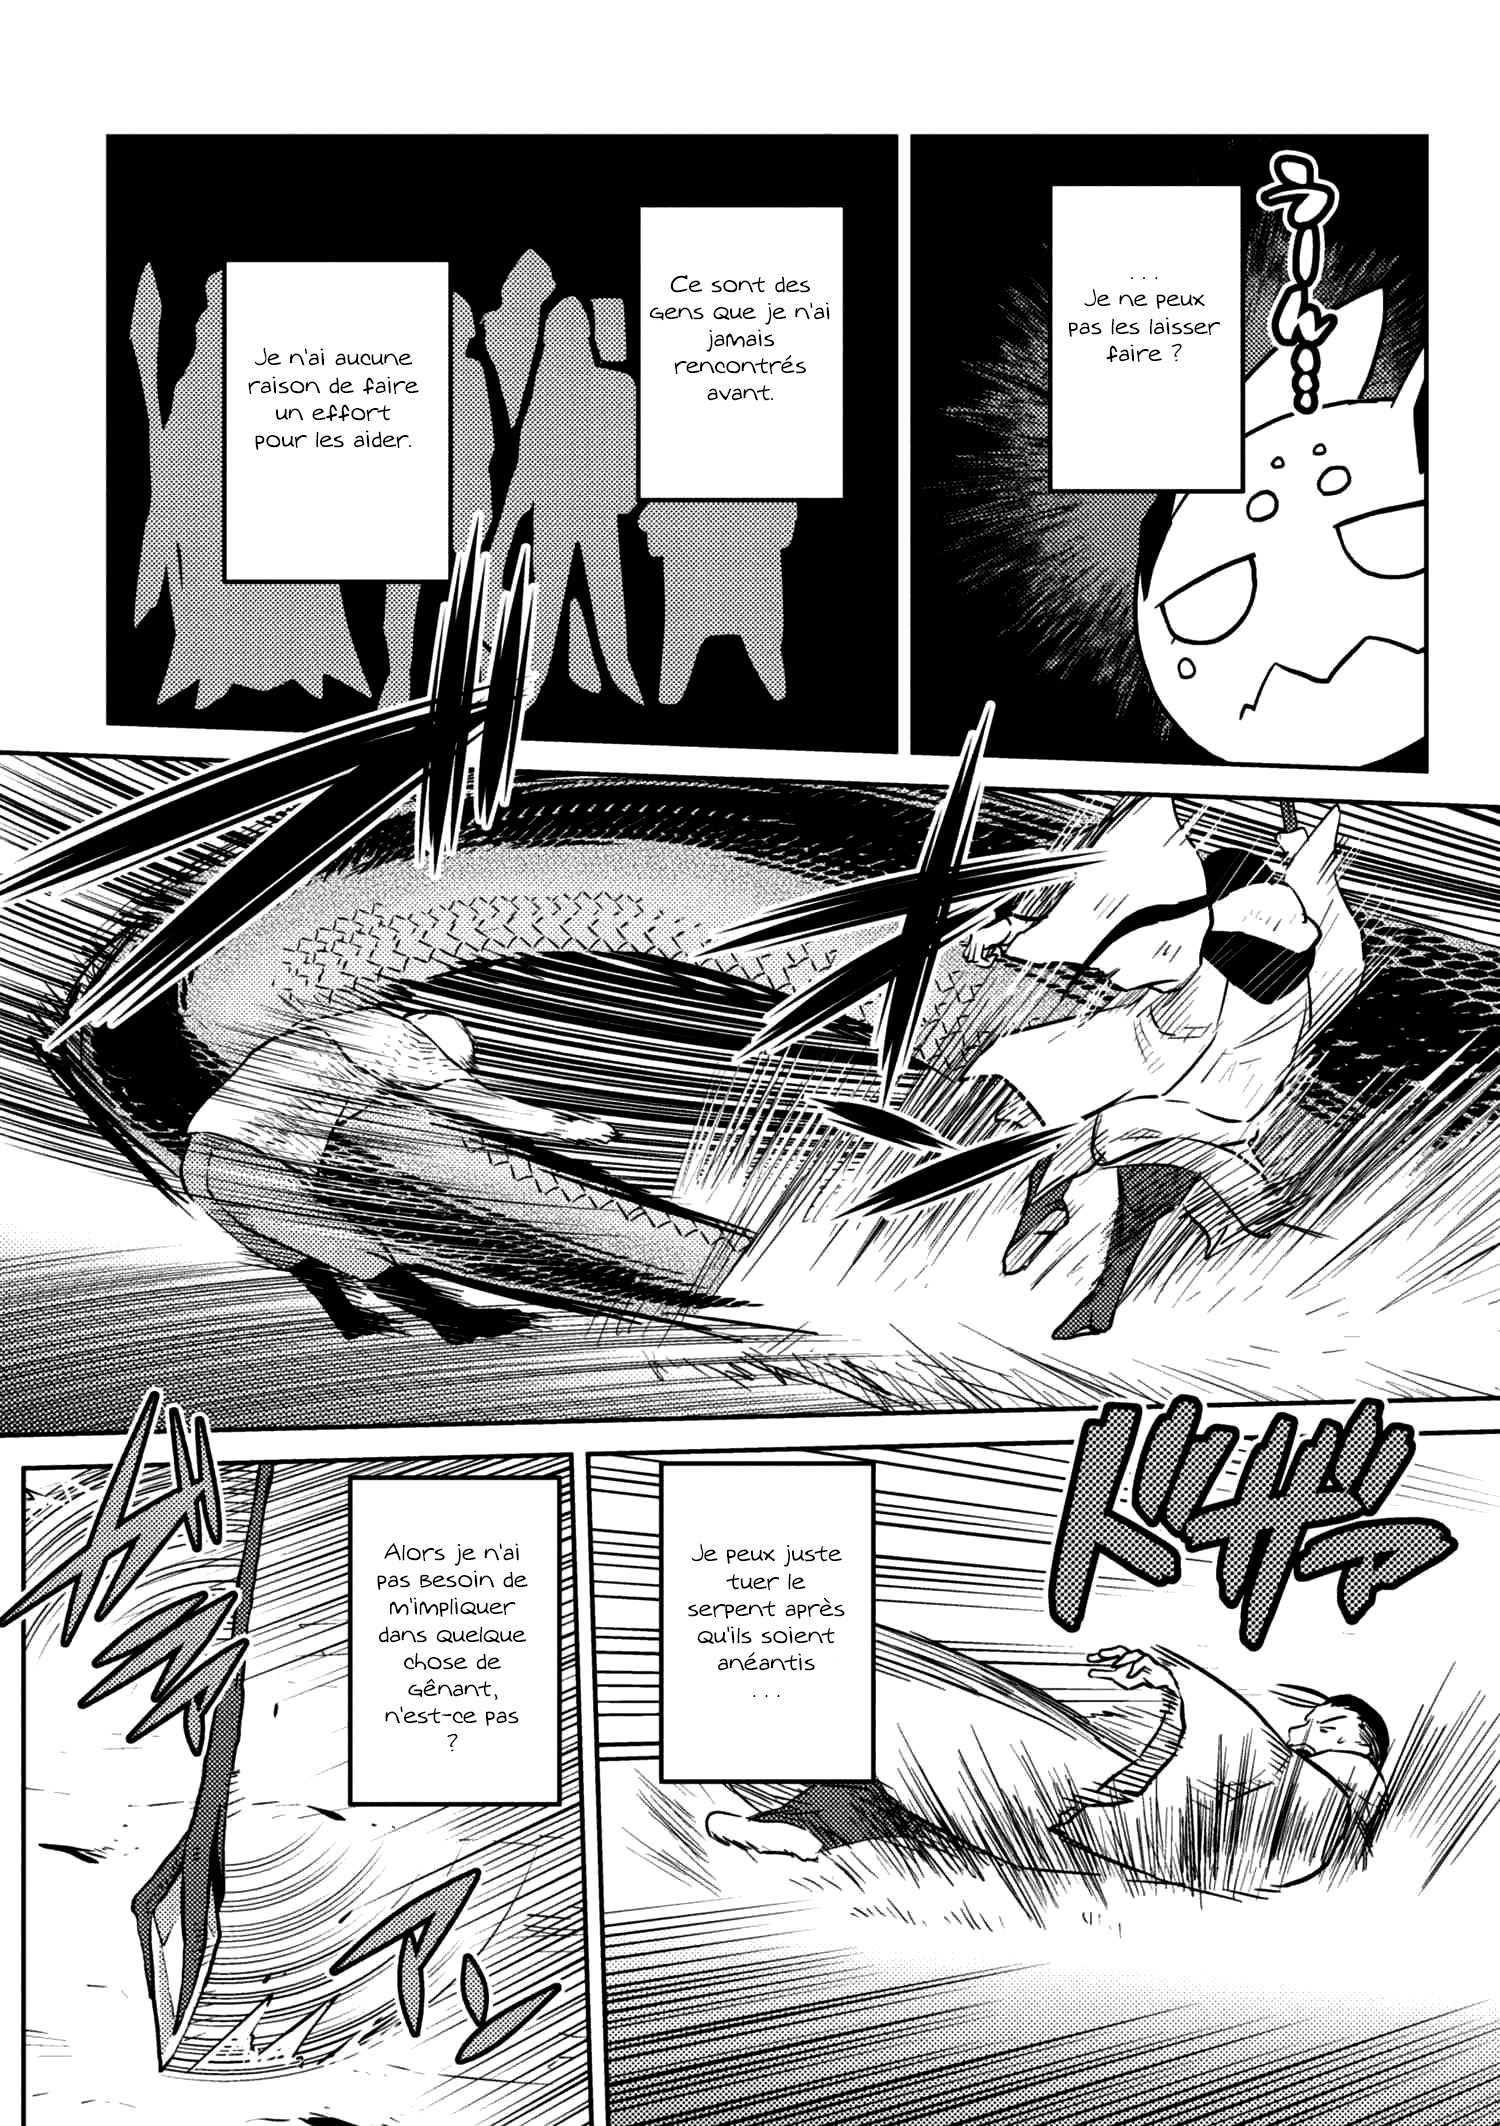 うーん…
. . .
Je ne peux
pas les laisser
faire ?
Ce sont des
gens que je n'ai
jamais
rencontrés
avant.
Je n'ai aucune
raison de faire
un effort
pour les aider.
ドザァ
Je peux juste
tuer le
serpent après
qu'ils soient
anéantis
. . .
Alors je n'ai
pas besoin de
m'impliquer
dans quelque
chose de
gênant,
n'est-ce pas
?